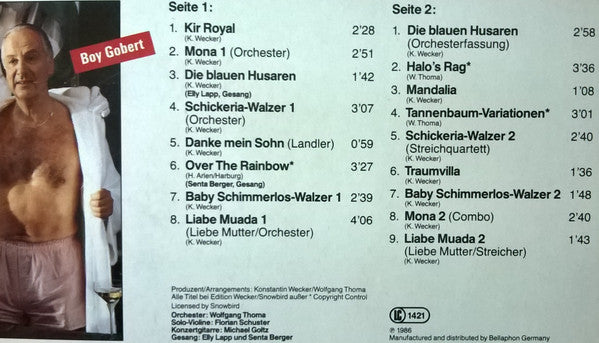 Boy Gobert
Seite 1:
1. Kir Royal 2'28
(K. Wecker)
2. Mona 1 (Orchester) 2'51
(K. Wecker)
3. Die blauen Husaren 1'42
(K. Wecker)
(Elly Lapp, Gesang)
4. Schickeria-Walzer 1 3'07
(Orchester)
(K. Wecker)
5. Danke mein Sohn (Landler) 0'59
(K. Wecker)
6. Over The Rainbow* 3'27
(H. Arlen/Harburg)
(Senta Berger, Gesang)
7. Baby Schimmerlos-Walzer 1 2'39
(K. Wecker)
8. Liabe Muada 1 4'06
(Liebe Mutter/Orchester)
(K. Wecker)
Seite 2:
1. Die blauen Husaren 2'58
(Orchesterfassung)
(K. Wecker)
2. Halo's Rag* 3'36
(W. Thoma)
3. Mandalia 1'08
(K. Wecker)
4. Tannenbaum-Variationen* 3'01
(W. Thoma)
5. Schickeria-Walzer 2 2'40
(Streichquartett)
(K. Wecker)
6. Traumvilla 1'36
(K. Wecker)
7. Baby Schimmerlos-Walzer 2 1'48
(K. Wecker)
8. Mona 2 (Combo) 2'40
(K. Wecker)
9. Liabe Muada 2 1'43
(Liebe Mutter/Streicher)
(K. Wecker)
Produzent/Arrangements: Konstantin Wecker/Wolfgang Thoma
Alle Titel bei Edition Wecker/Snowbird außer * Copyright Control
Licensed by Snowbird
Orchester: Wolfgang Thoma
Solo-Violine: Florian Schuster
Konzertgitarre: Michael Goltz
Gesang: Elly Lapp und Senta Berger
LC 1421
℗ 1986
Manufactured and distributed by Bellaphon Germany